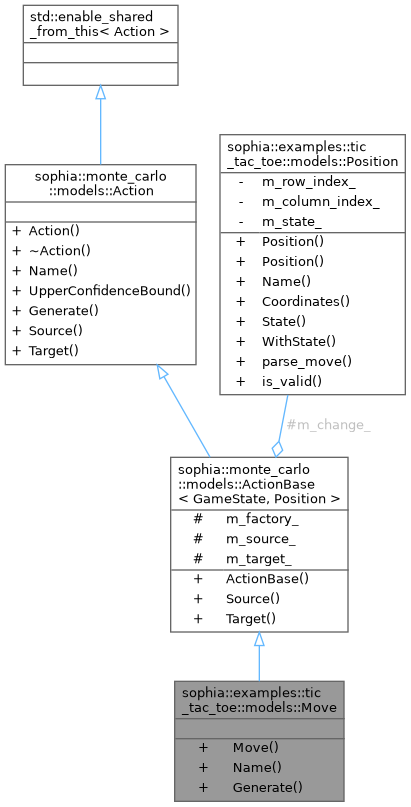 std::enable_shared
_from_this< Action >
sophia::monte_carlo
::models::Action
+ Action()
+ ~Action()
+ Name()
+ UpperConfidenceBound()
+ Generate()
+ Source()
+ Target()
sophia::examples::tic
_tac_toe::models::Position
- m_row_index_
- m_column_index_
- m_state_
+ Position()
+ Position()
+ Name()
+ Coordinates()
+ State()
+ WithState()
+ parse_move()
+ is_valid()
#m_change_
sophia::monte_carlo
::models::ActionBase
< GameState, Position >
# m_factory_
# m_source_
# m_target_
+ ActionBase()
+ Source()
+ Target()
sophia::examples::tic
_tac_toe::models::Move
+ Move()
+ Name()
+ Generate()